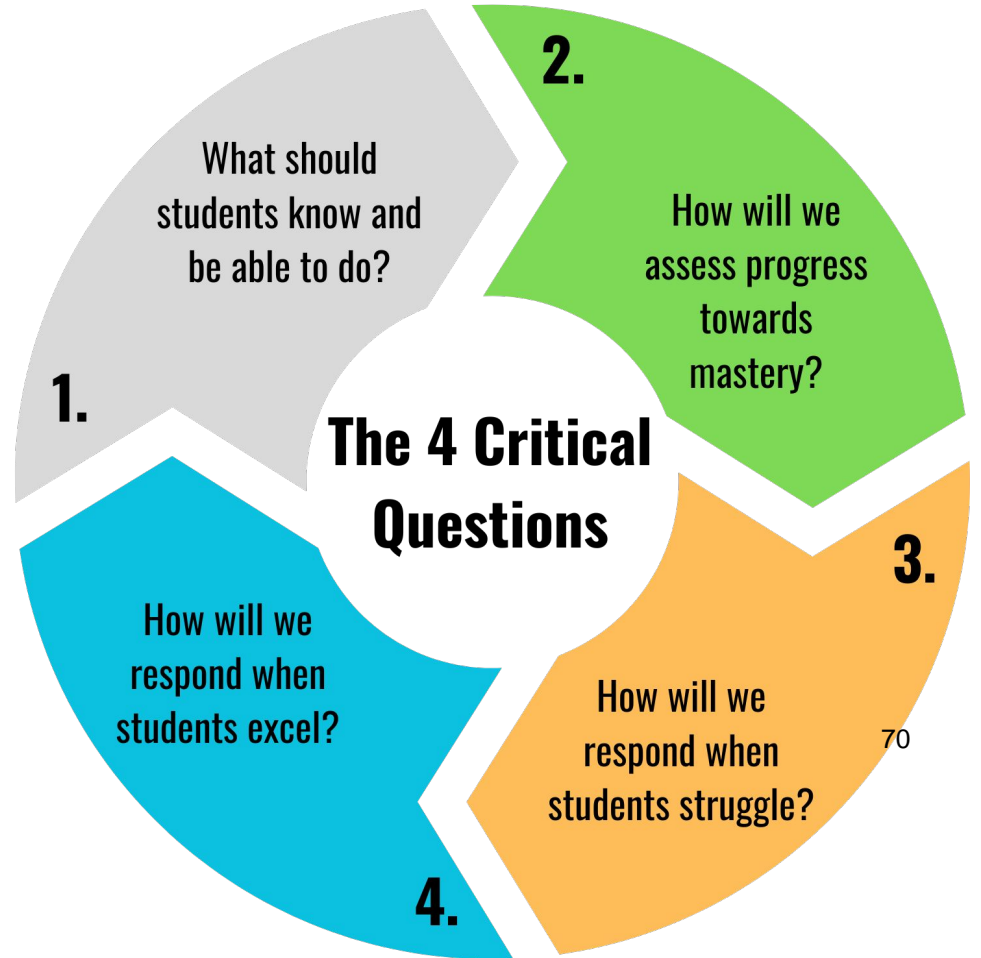 The 4 Critical
Questions
1.
What should
students know and
be able to do?
2.
How will we
assess progress
towards
mastery?
3.
How will we
respond when
students struggle?
70
4.
How will we
respond when
students excel?